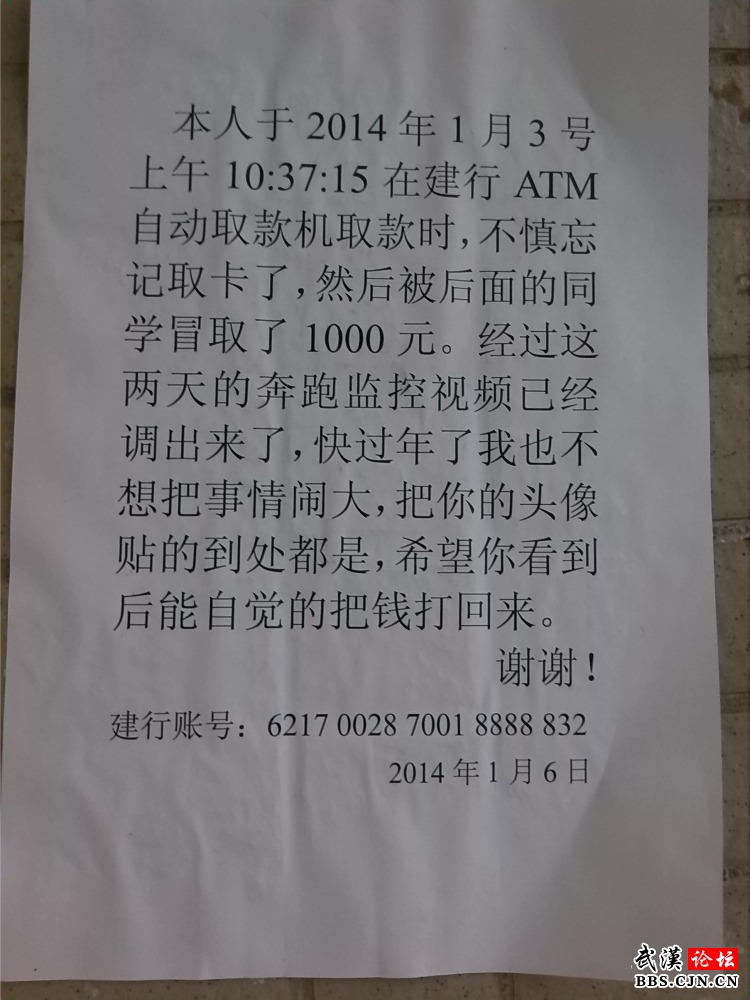 本人于 2014 年 1 月 3 号
上午 10:37:15 在建行 ATM
自动取款机取款时，不慎忘
记取卡了，然后被后面的同
学冒取了 1000 元。经过这
两天的奔跑监控视频已经
调出来了，快过年了我也不
想把事情闹大，把你的头像
贴的到处都是，希望你看到
后能自觉的把钱打回来。
谢谢！
建行账号：6217 0028 7001 8888 832
2014 年 1 月 6 日
武汉论坛
BBS.CJN.CN